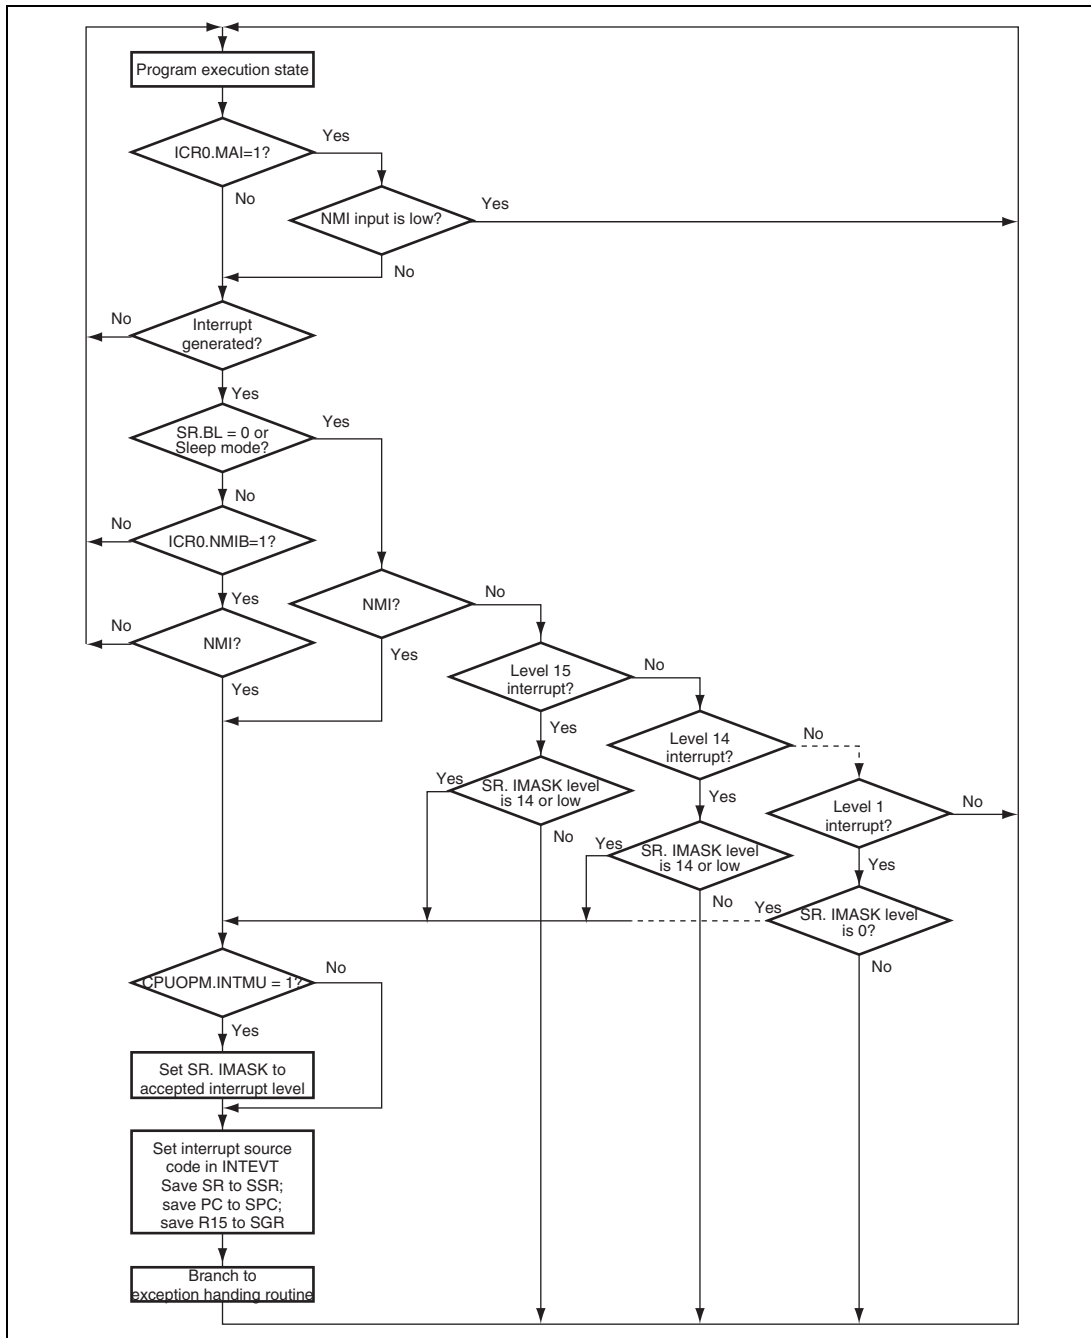 Program execution state
ICR0.MAI=1?
Yes
No
NMI input is low?
Yes
No
Interrupt
generated?
No
Yes
SR.BL = 0 or
Sleep mode?
Yes
No
ICR0.NMIB=1?
No
Yes
NMI?
No
Yes
NMI?
No
Yes
Level 15
interrupt?
No
Yes
Level 14
interrupt?
No
Yes
Level 1
interrupt?
No
Yes
SR. IMASK level
is 14 or low
Yes
No
SR. IMASK level
is 14 or low
Yes
No
SR. IMASK level
is 0?
Yes
No
CPUOPM.INTMU = 1?
No
Yes
Set SR. IMASK to
accepted interrupt level
Set interrupt source
code in INTEVT
Save SR to SSR;
save PC to SPC;
save R15 to SGR
Branch to
exception handing routine